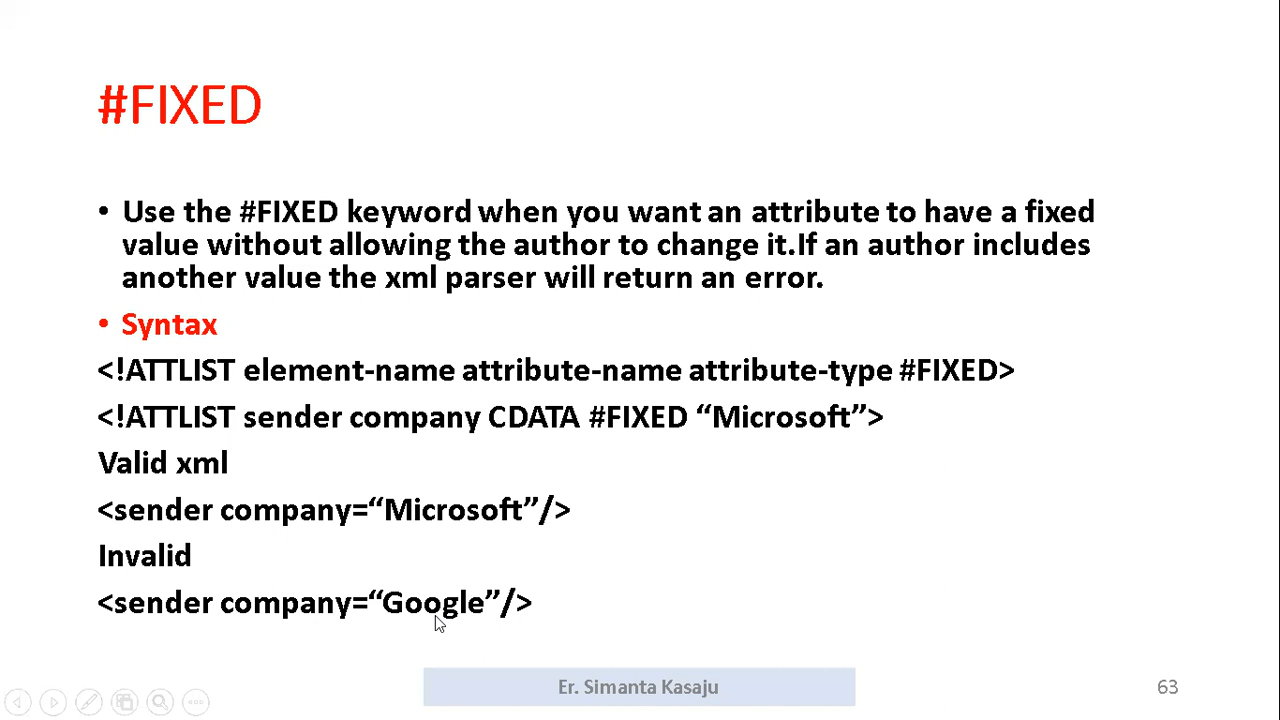 #FIXED
• Use the #FIXED keyword when you want an attribute to have a fixed
value without allowing the author to change it.If an author includes
another value the xml parser will return an error.
• Syntax
<!ATTLIST element-name attribute-name attribute-type #FIXED>
<!ATTLIST sender company CDATA #FIXED “Microsoft”>
Valid xml
<sender company=“Microsoft”/>
Invalid
<sender company=“Google”/>
Er. Simanta Kasaju
63